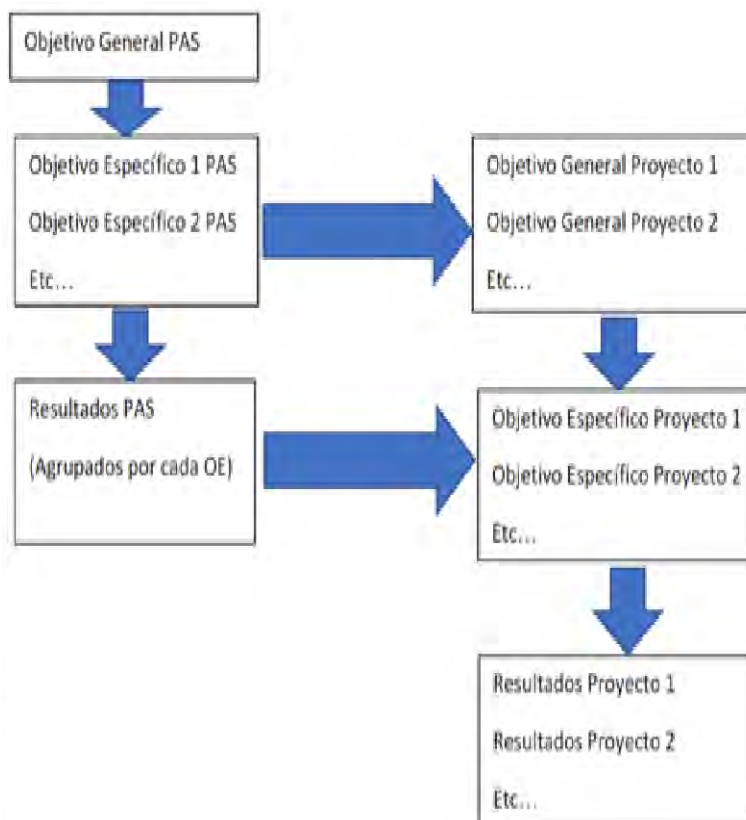 Objetivo General PAS
Objetivo Específico 1 PAS
Objetivo Específico 2 PAS
Etc...
Objetivo General Proyecto 1
Objetivo General Proyecto 2
Etc...
Resultados PAS
(Agrupados por cada OE)
Objetivo Específico Proyecto 1
Objetivo Específico Proyecto 2
Etc...
Resultados Proyecto 1
Resultados Proyecto 2
Etc...